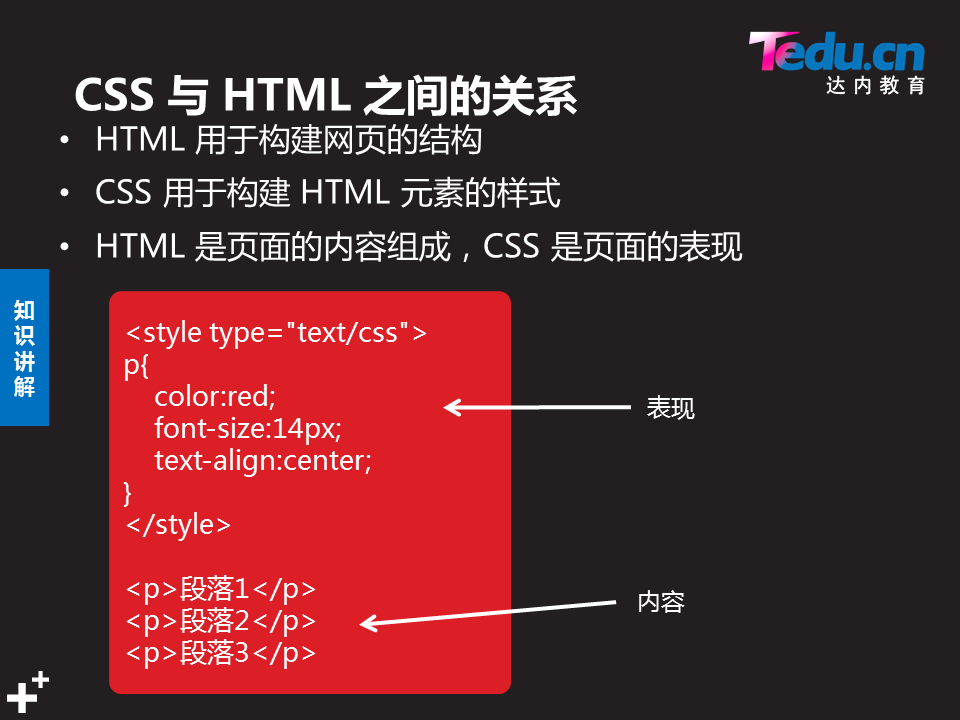 Tedu.cn
达内教育
CSS 与 HTML 之间的关系
• HTML 用于构建网页的结构
• CSS 用于构建 HTML 元素的样式
• HTML 是页面的内容组成，CSS 是页面的表现
知识讲解
<style type="text/css">
p{
    color:red;
    font-size:14px;
    text-align:center;
}
</style>
表现
<p>段落1</p>
<p>段落2</p>
<p>段落3</p>
内容